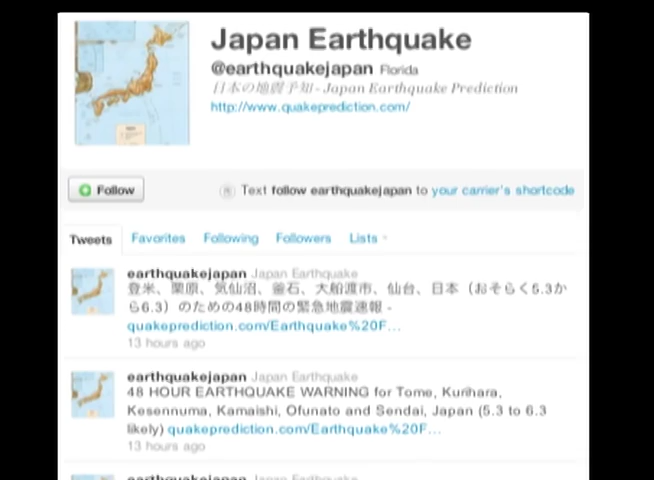 Japan Earthquake
@earthquakejapan Florida
日本の地震予知 - Japan Earthquake Prediction
http://www.quakeprediction.com/
Follow
Text follow earthquakejapan to your carrier's shortcode
Tweets Favorites Following Followers Lists
earthquakejapan Japan Earthquake
登米、栗原、気仙沼、釜石、大船渡市、仙台、日本（おそらく5.3か
ら6.3）のための48時間の緊急地震速報 -
quakeprediction.com/Earthquake%20F...
13 hours ago
earthquakejapan Japan Earthquake
48 HOUR EARTHQUAKE WARNING for Tome, Kurihara,
Kesennuma, Kamaishi, Ofunato and Sendai, Japan (5.3 to 6.3
likely) quakeprediction.com/Earthquake%20F...
13 hours ago
earthquakejapan Japan Earthquake